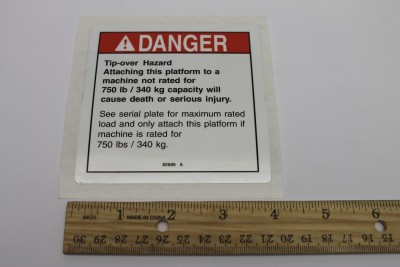 DANGER
Tip-over Hazard
Attaching this platform to a
machine not rated for
750 lb / 340 kg capacity will
cause death or serious injury.
See serial plate for maximum rated
load and only attach this platform if
machine is rated for
750 lbs / 340 kg.
82686 A
INCH 1 MADE IN CHINA 2 3 4 5 6
30 29 28 27 26 25 24 23 22 21 20 19 18 17 16 15